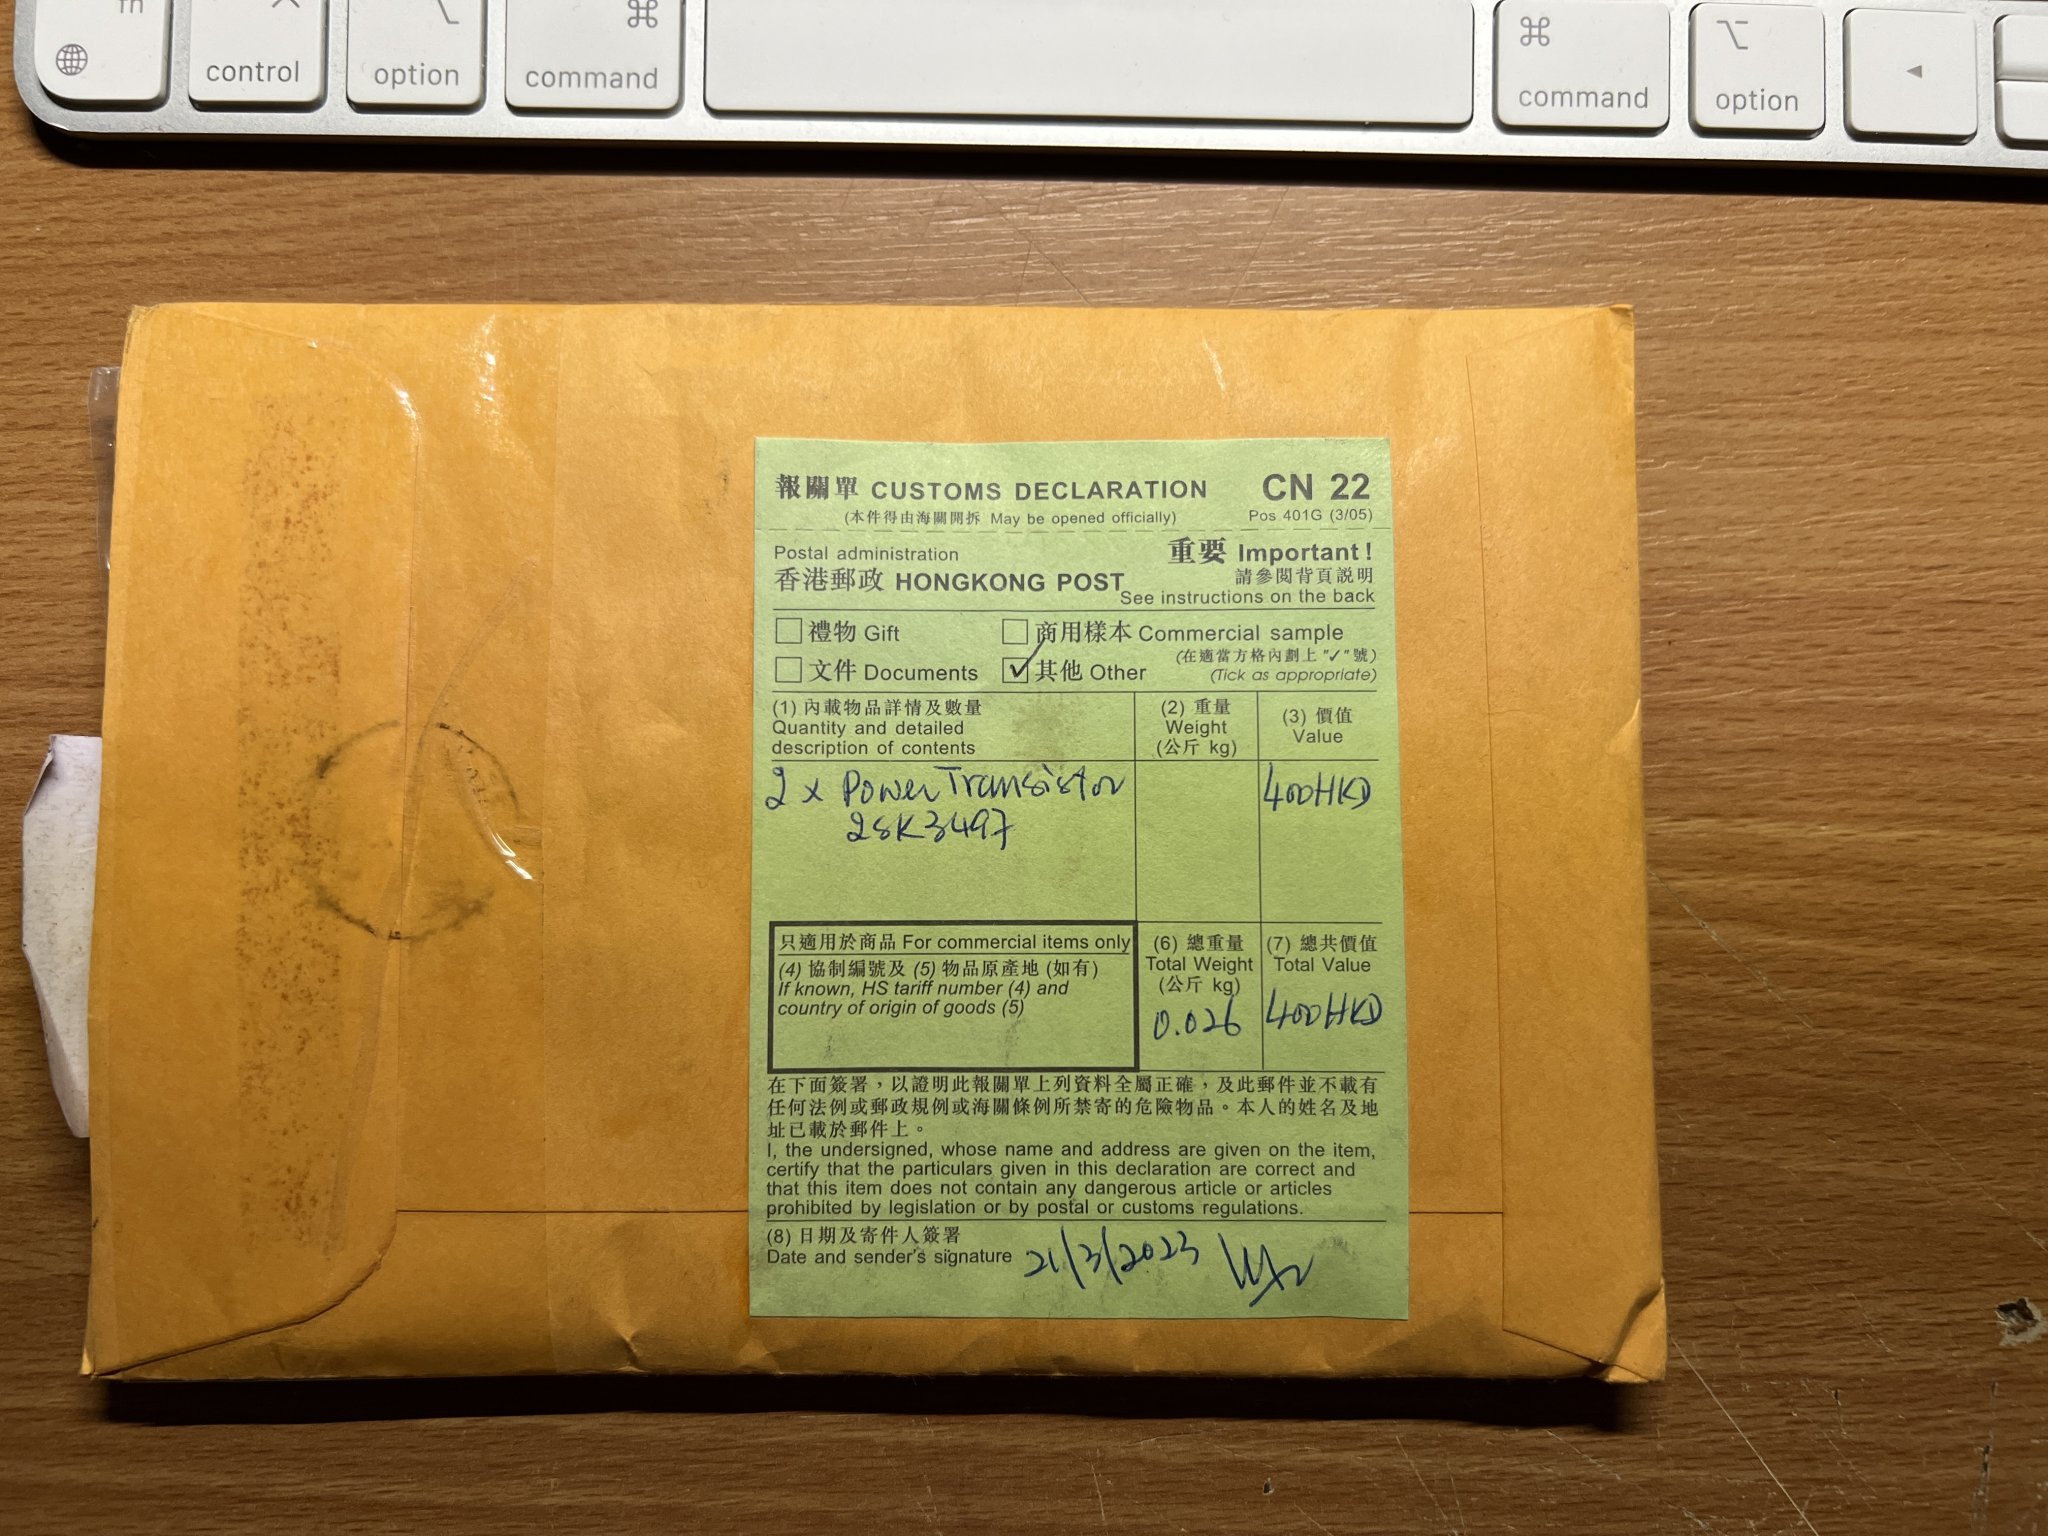 fn
control
option
command
command
option
報關單 CUSTOMS DECLARATION CN 22
(本件得由海關開拆 May be opened officially) Pos 401G (3/05)
Postal administration 重要 Important !
香港郵政 HONGKONG POST 請參閱背頁説明
See instructions on the back
禮物 Gift 商用樣本 Commercial sample
文件 Documents ✓ 其他 Other (在適當方格內劃上 "✓" 號)
(Tick as appropriate)
(1) 內載物品詳情及數量 (2) 重量 (3) 價值
Quantity and detailed Weight Value
description of contents (公斤 kg)
2 x Power Transistor 400HKD
2SK3497
只適用於商品 For commercial items only (6) 總重量 (7) 總共價值
(4) 協制編號及 (5) 物品原產地 (如有) Total Weight Total Value
If known, HS tariff number (4) and (公斤 kg)
country of origin of goods (5) 0.026 400HKD
在下面簽署，以證明此報關單上列資料全屬正確，及此郵件並不載有
任何法例或郵政規例或海關條例所禁寄的危險物品。本人的姓名及地
址已載於郵件上。
I, the undersigned, whose name and address are given on the item,
certify that the particulars given in this declaration are correct and
that this item does not contain any dangerous article or articles
prohibited by legislation or by postal or customs regulations.
(8) 日期及寄件人簽署
Date and sender's signature 21/3/2023